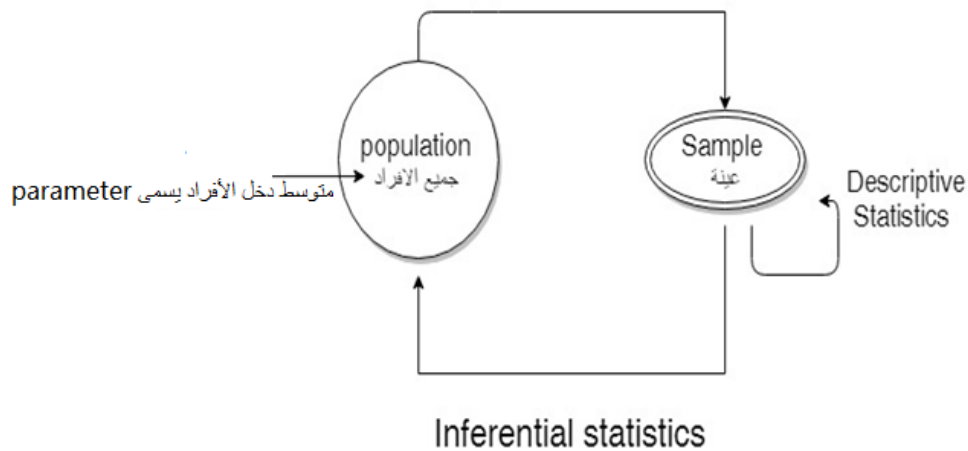 population
جميع الافراد
متوسط دخل الأفراد يسمى parameter
Sample
عينة
Descriptive
Statistics
Inferential statistics